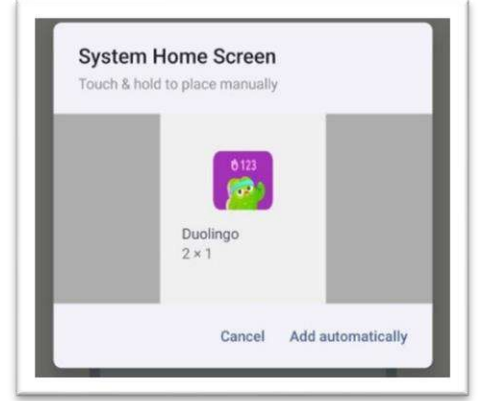 System Home Screen
Touch & hold to place manually
123
Duolingo
2 × 1
Cancel Add automatically